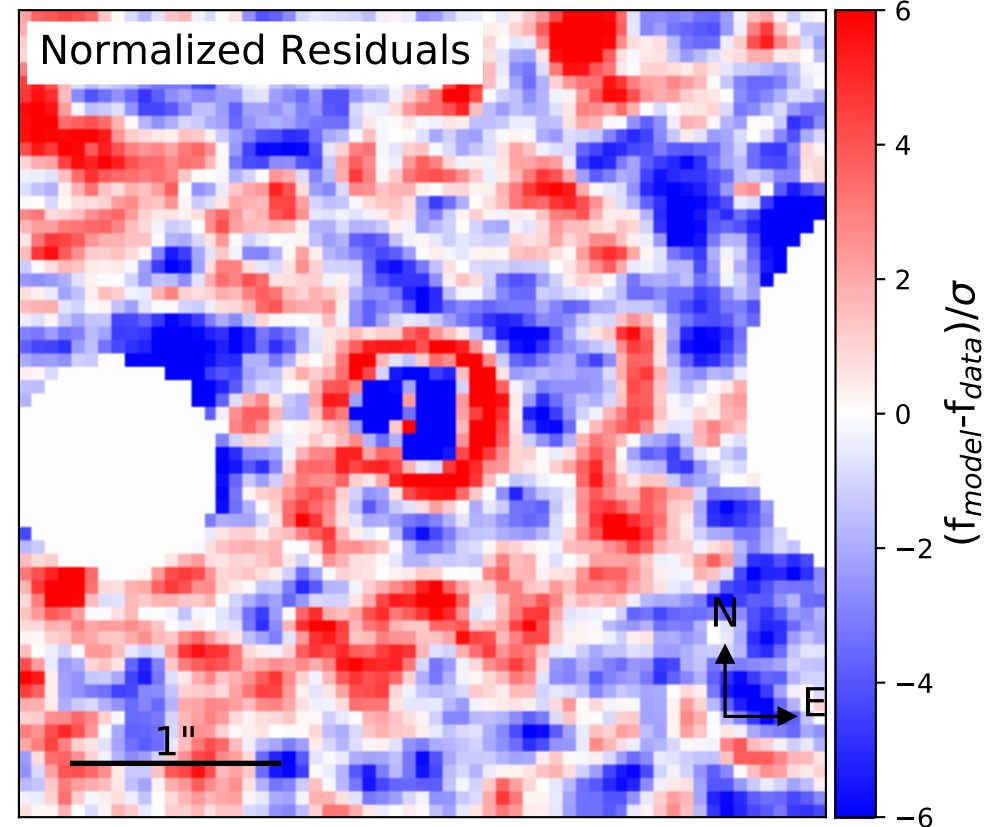 Normalized Residuals
6
4
2
0
−2
−4
−6
(f_model-f_data)/σ
N
E
1"